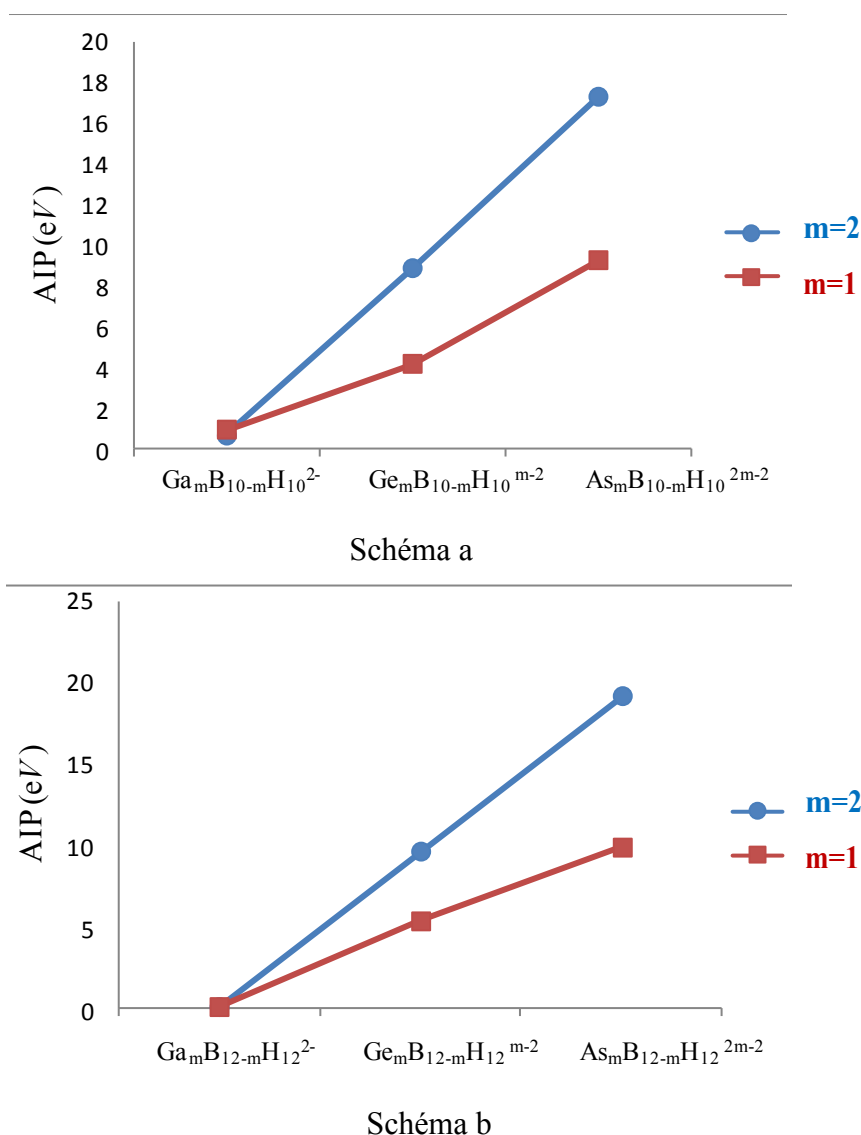 20
18
16
14
12
10
8
6
4
2
0
AIP (eV)
m=2
m=1
GaₘB₁₀₋ₘH₁₀²⁻ GeₘB₁₀₋ₘH₁₀ ᵐ⁻² AsₘB₁₀₋ₘH₁₀ ²ᵐ⁻²
Schéma a
25
20
15
10
5
0
AIP (eV)
m=2
m=1
GaₘB₁₂₋ₘH₁₂²⁻ GeₘB₁₂₋ₘH₁₂ ᵐ⁻² AsₘB₁₂₋ₘH₁₂ ²ᵐ⁻²
Schéma b